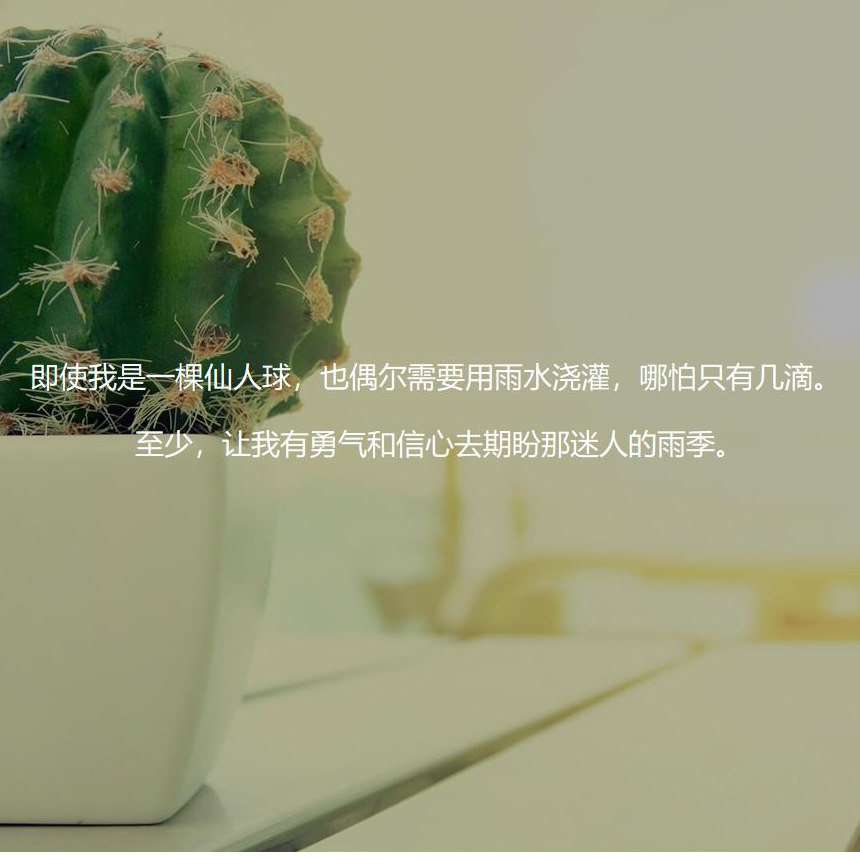 即使我是一棵仙人球，也偶尔需要用雨水浇灌，哪怕只有几滴。
至少，让我有勇气和信心去期盼那迷人的雨季。